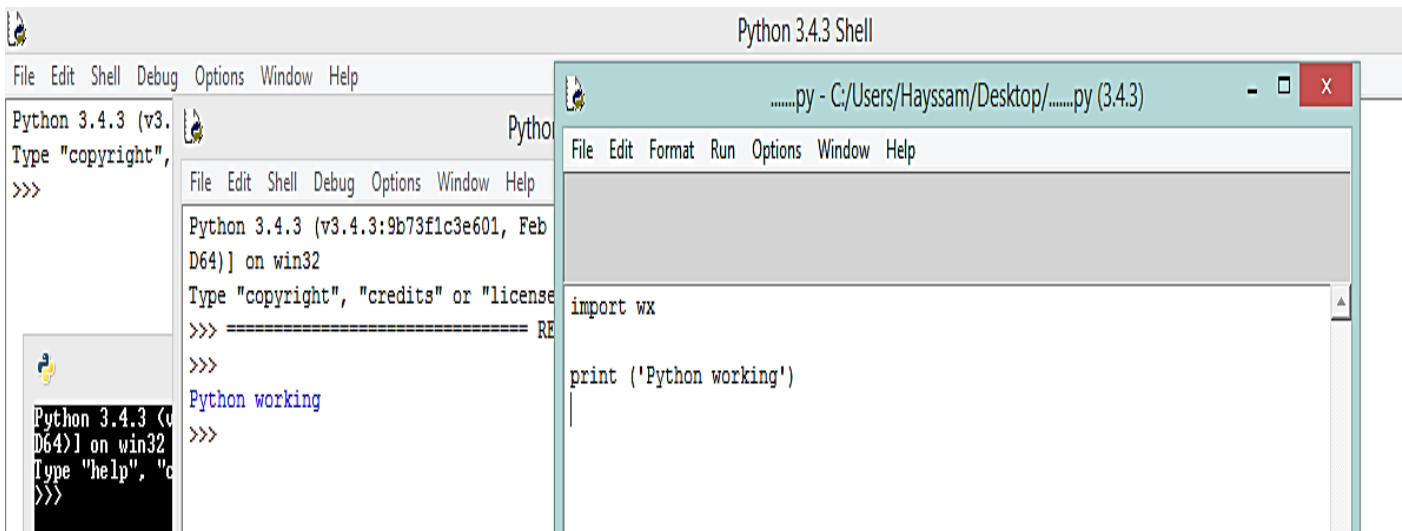 Python 3.4.3 Shell
File Edit Shell Debug Options Window Help
Python 3.4.3 (v3.
Type "copyright",
>>>
File Edit Shell Debug Options Window Help
Python 3.4.3 (v3.4.3:9b73f1c3e601, Feb
D64)] on win32
Type "copyright", "credits" or "license
>>> ================================ RE
>>>
Python working
>>>
.......py - C:/Users/Hayssam/Desktop/......py (3.4.3)
File Edit Format Run Options Window Help
import wx
print ('Python working')
Python 3.4.3 (v
D64)] on win32
Type "help", "c
>>>